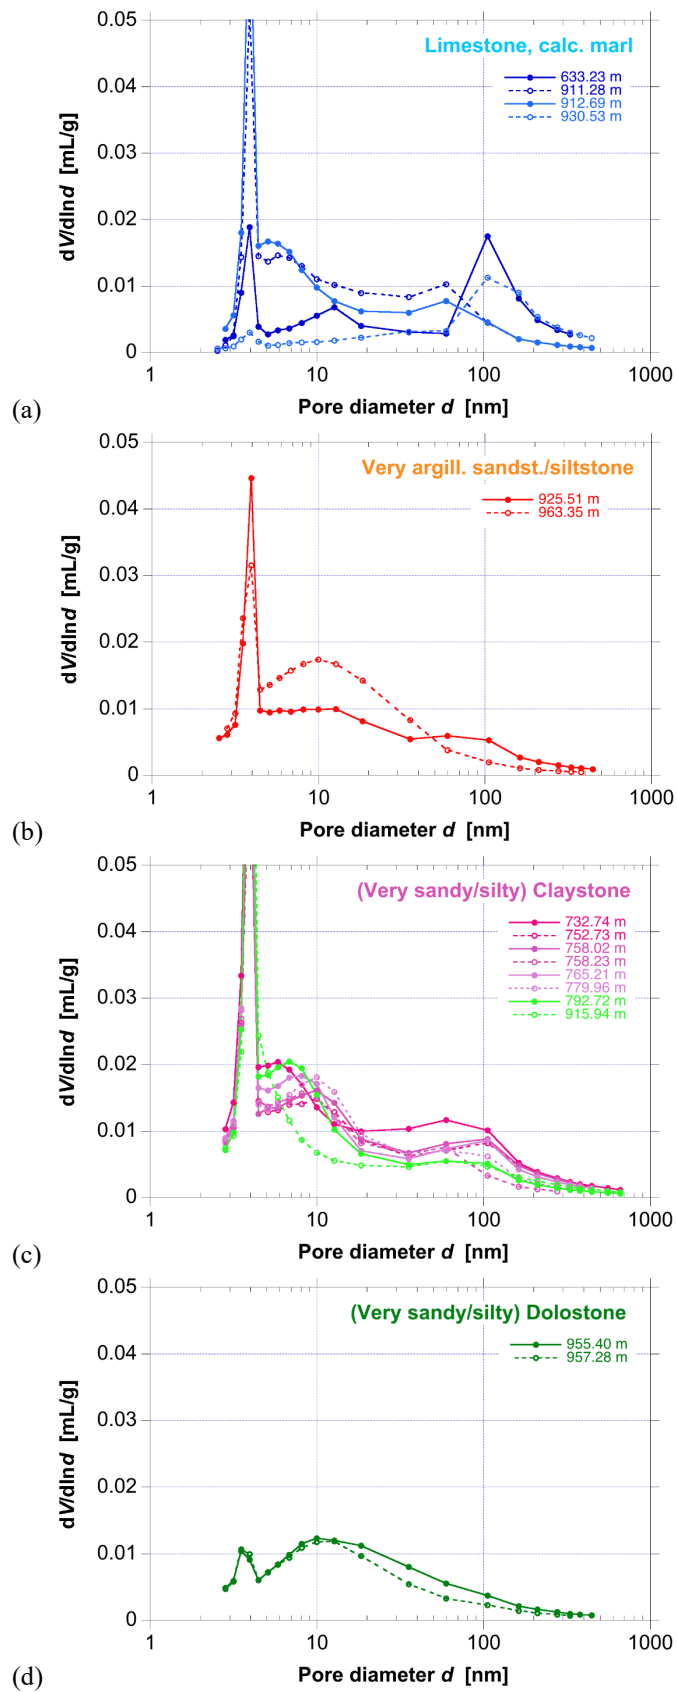 0.05
Limestone, calc. marl
0.04
633.23 m
911.28 m
912.69 m
930.53 m
0.03
dV/dlnd [mL/g]
0.02
0.01
0
1 10 100 1000
(a)
Pore diameter d [nm]
0.05
Very argill. sandst./siltstone
925.51 m
0.04
963.35 m
0.03
dV/dlnd [mL/g]
0.02
0.01
0
1 10 100 1000
(b)
Pore diameter d [nm]
0.05
(Very sandy/silty) Claystone
732.74 m
0.04
752.73 m
758.02 m
758.23 m
765.21 m
779.96 m
792.72 m
0.03
915.94 m
dV/dlnd [mL/g]
0.02
0.01
0
1 10 100 1000
(c)
Pore diameter d [nm]
0.05
(Very sandy/silty) Dolostone
955.40 m
0.04
957.28 m
0.03
dV/dlnd [mL/g]
0.02
0.01
0
1 10 100 1000
(d)
Pore diameter d [nm]